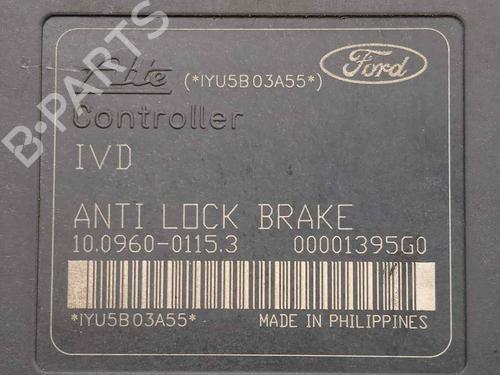 B-PARTS
Ate (*IYU5B03A55*) Ford
Controller
IVD
ANTI LOCK BRAKE
10.0960-0115.3 00001395G0
*IYU5B03A55* MADE IN PHILIPPINES